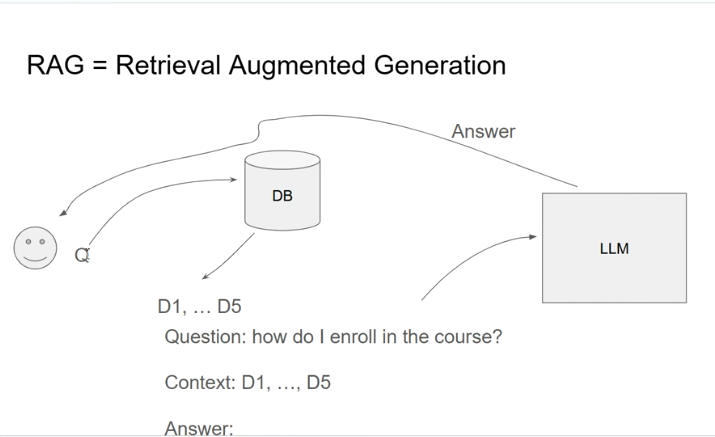 RAG = Retrieval Augmented Generation
Answer
DB
Q
LLM
D1, ... D5
Question: how do I enroll in the course?
Context: D1, ..., D5
Answer: